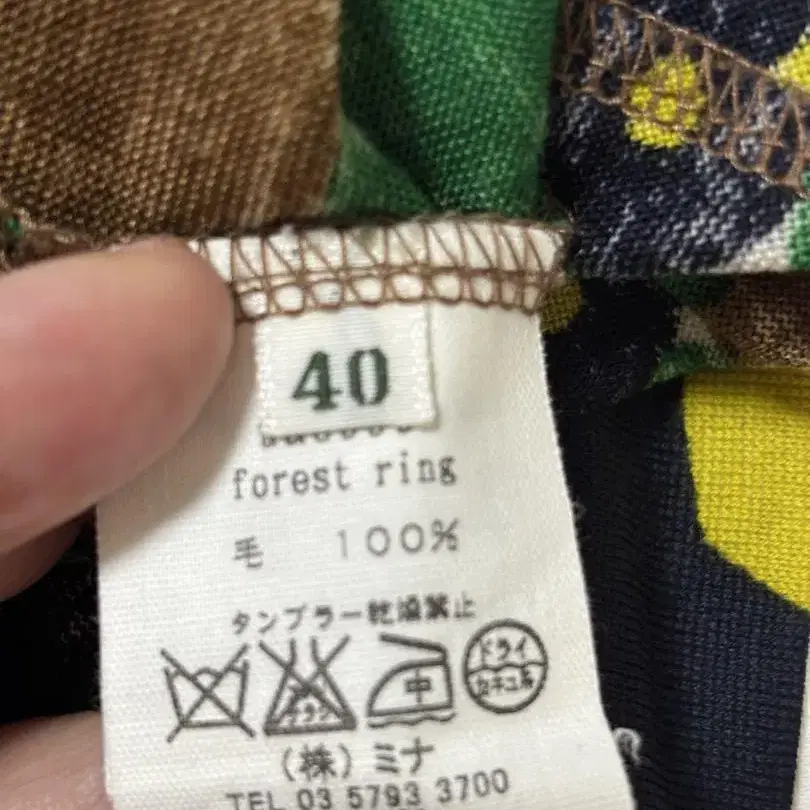 40
forest ring
毛 100%
タンブラー乾燥禁止
中
ドライ
(株)ミナ
TEL 03 5793 3700